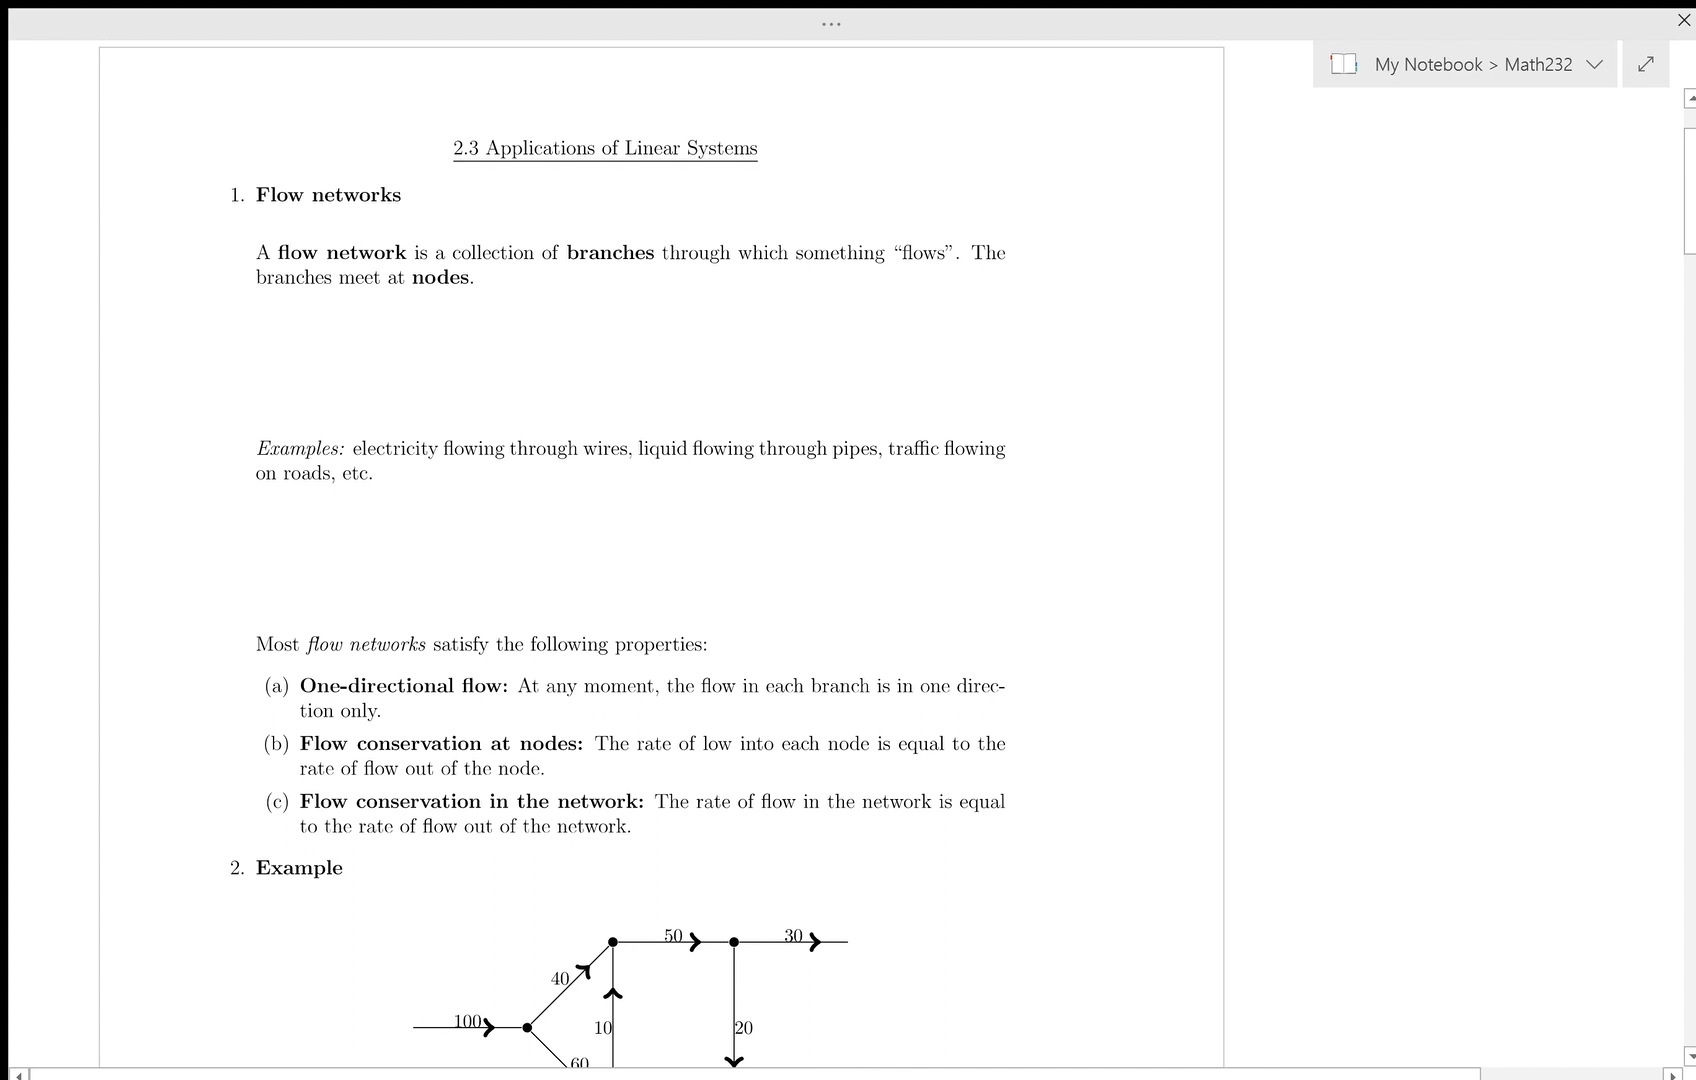 ...
My Notebook > Math232
2.3 Applications of Linear Systems
1. Flow networks
A flow network is a collection of branches through which something “flows”. The
branches meet at nodes.
Examples: electricity flowing through wires, liquid flowing through pipes, traffic flowing
on roads, etc.
Most flow networks satisfy the following properties:
(a) One-directional flow: At any moment, the flow in each branch is in one direc-
tion only.
(b) Flow conservation at nodes: The rate of low into each node is equal to the
rate of flow out of the node.
(c) Flow conservation in the network: The rate of flow in the network is equal
to the rate of flow out of the network.
2. Example
50
30
40
100
10
20
60